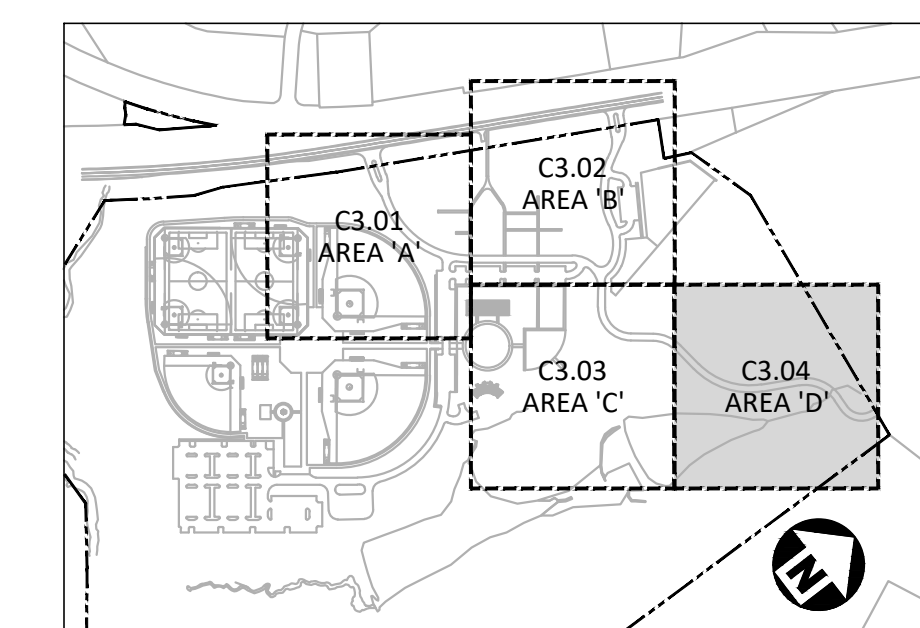 C3.01
AREA 'A'
C3.02
AREA 'B'
C3.03
AREA 'C'
C3.04
AREA 'D'
N